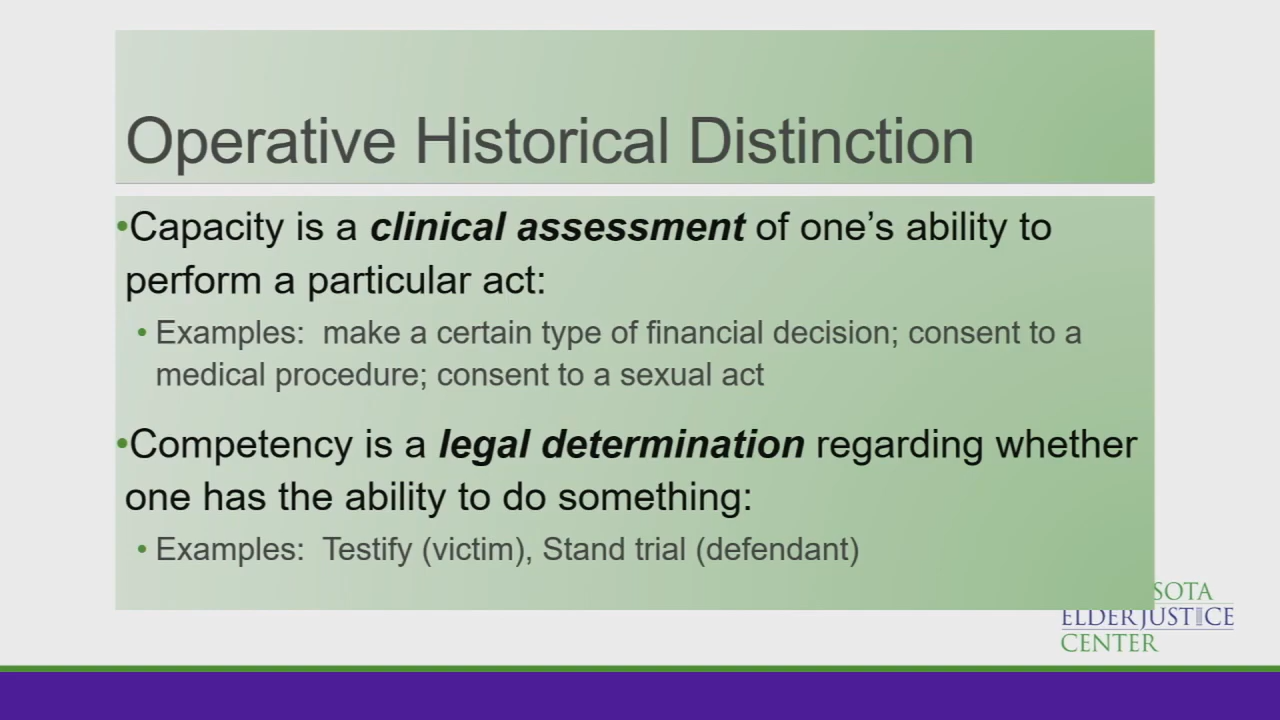 Operative Historical Distinction
•Capacity is a clinical assessment of one’s ability to
perform a particular act:
• Examples:  make a certain type of financial decision; consent to a
medical procedure; consent to a sexual act
•Competency is a legal determination regarding whether
one has the ability to do something:
• Examples:  Testify (victim), Stand trial (defendant)
SOTA
ELDER JUSTICE
CENTER